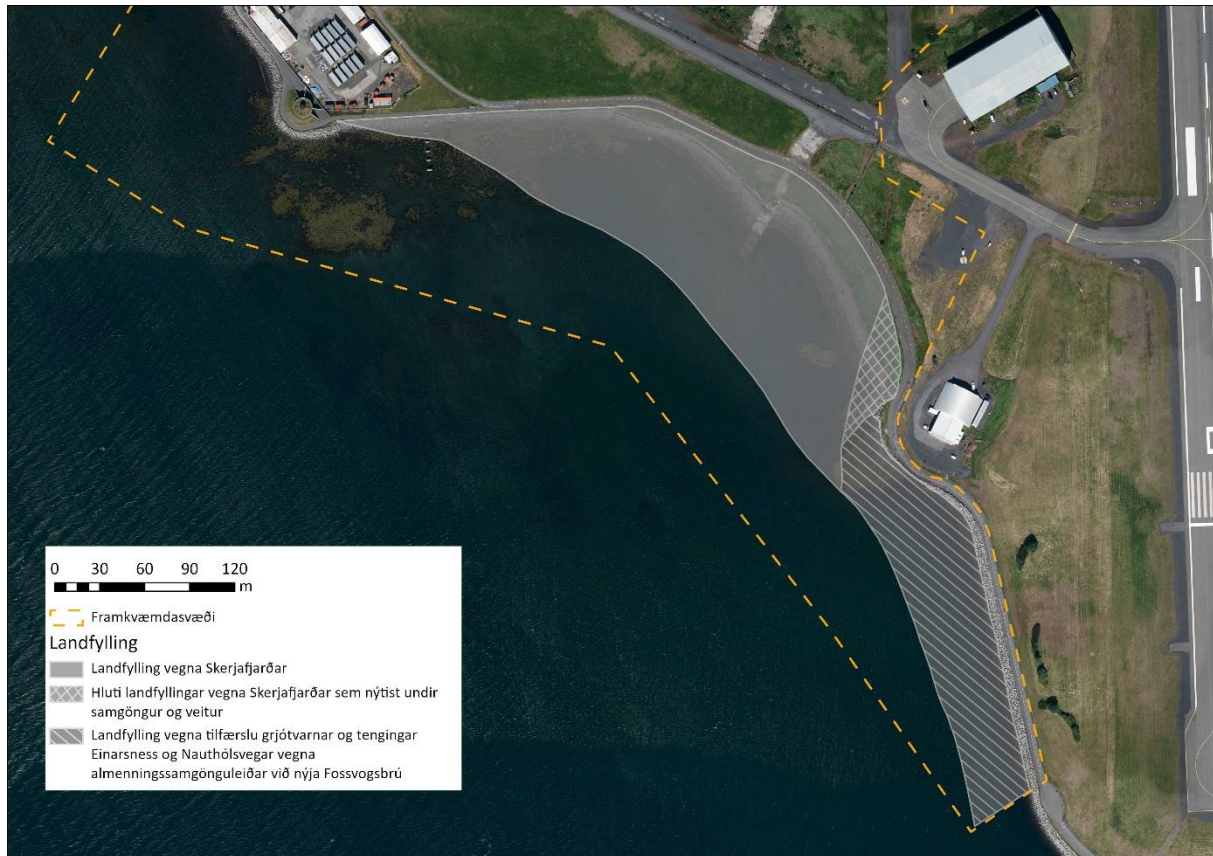 0 30 60 90 120
m
Framkvæmdasvæði
Landfylling
Landfylling vegna Skerjafjarðar
Hluti landfyllingar vegna Skerjafjarðar sem nýtist undir
samgöngur og veitur
Landfylling vegna tilfærslu grjótvarnar og tengingar
Einarsness og Nauthólsvegar vegna
almenningssamgönguleiðar við nýja Fossvogsbrú